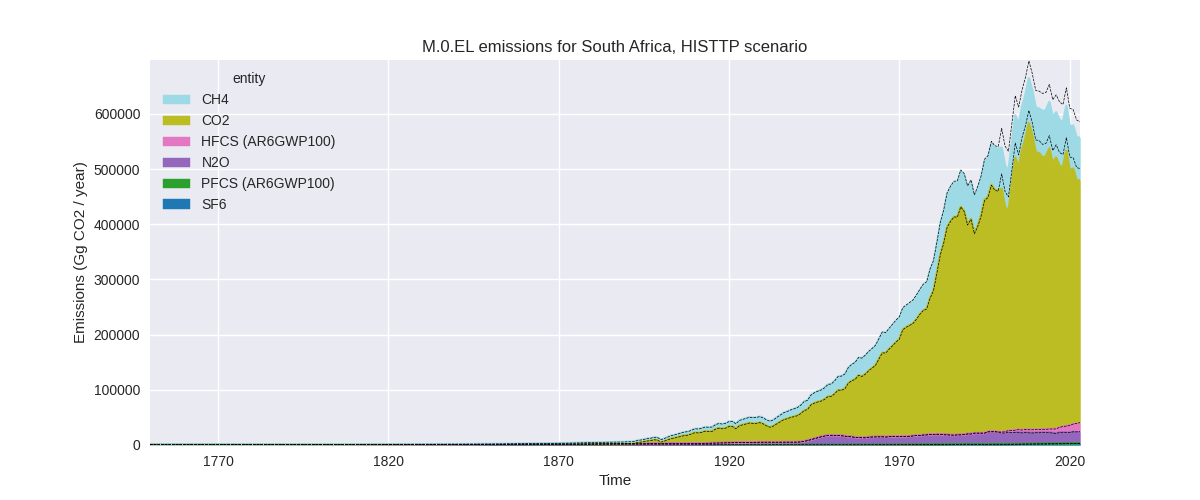 M.0.EL emissions for South Africa, HISTTP scenario
entity
CH4
CO2
HFCS (AR6GWP100)
N2O
PFCS (AR6GWP100)
SF6
Emissions (Gg CO2 / year)
600000
500000
400000
300000
200000
100000
0
1770 1820 1870 1920 1970 2020
Time